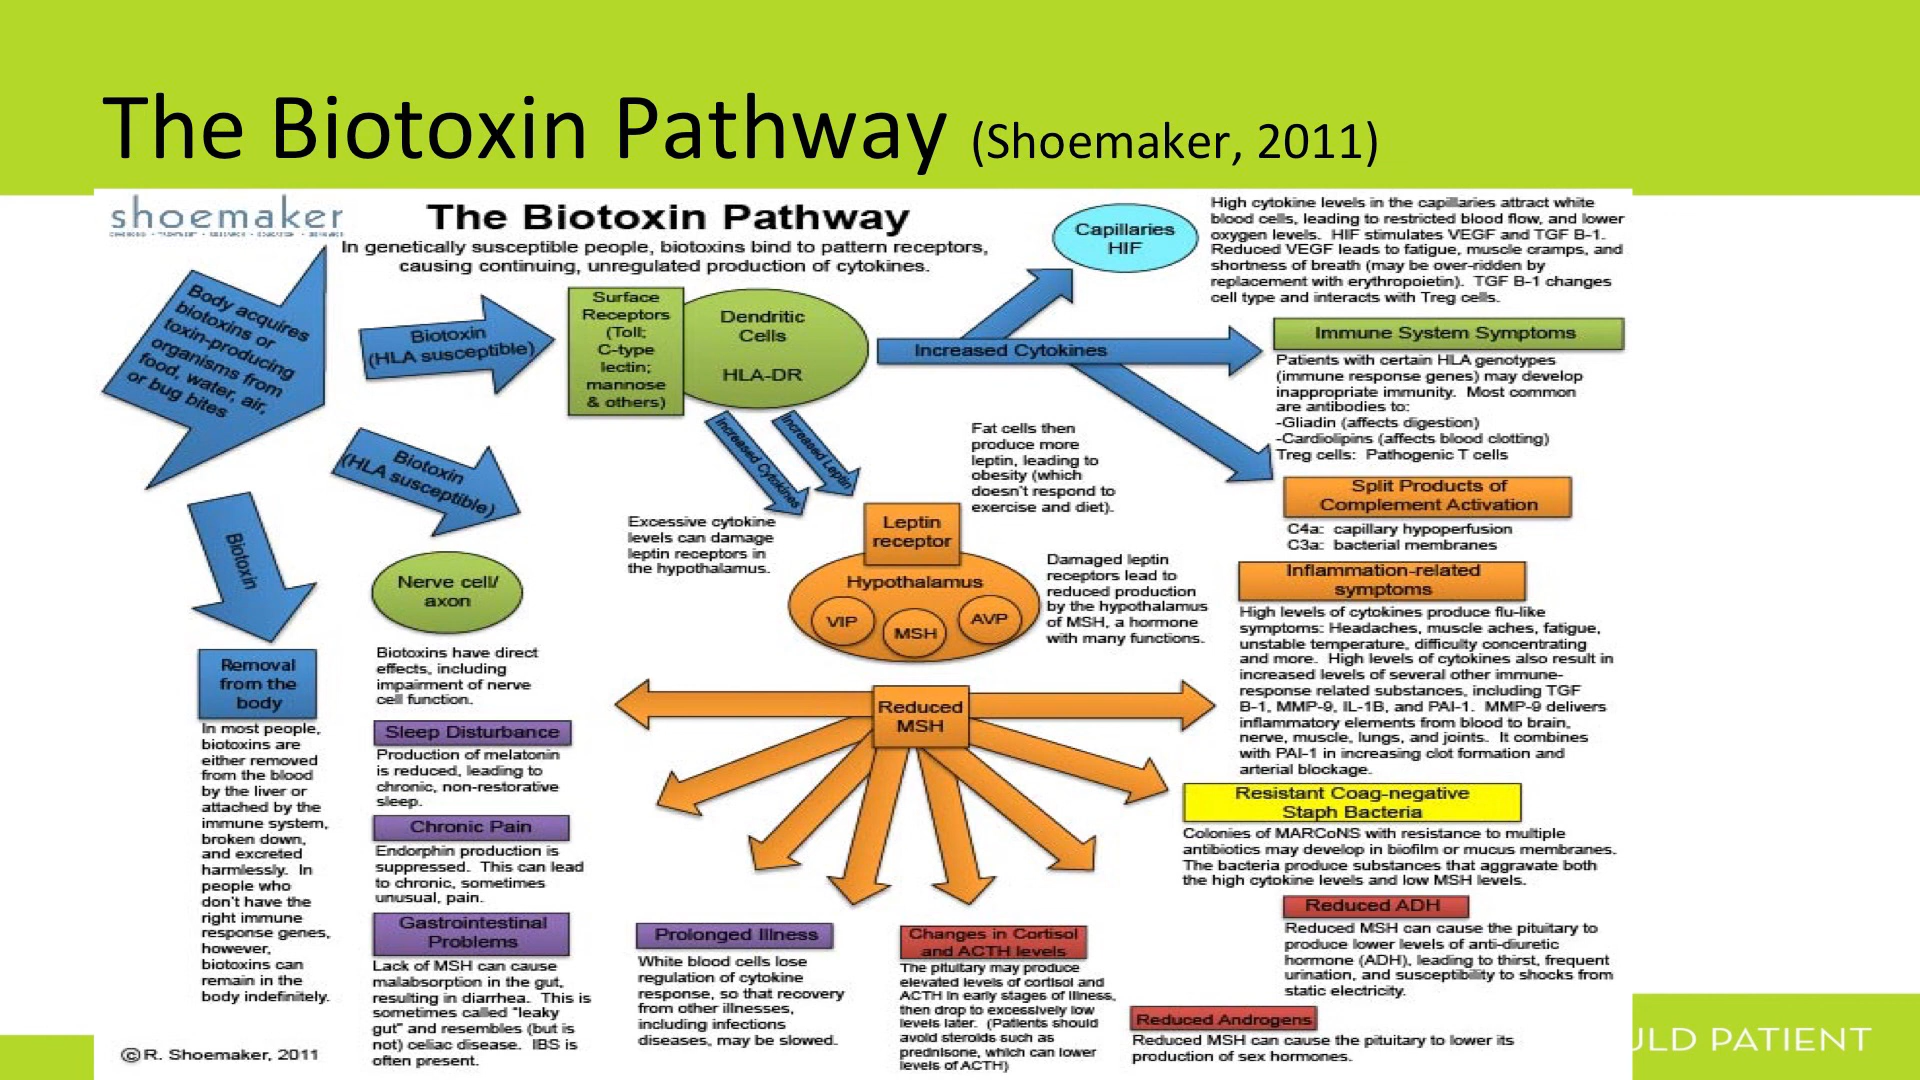 The Biotoxin Pathway (Shoemaker, 2011)
shoemaker
The Biotoxin Pathway
In genetically susceptible people, biotoxins bind to pattern receptors,
causing continuing, unregulated production of cytokines.
Body acquires
biotoxins or
toxin-producing
organisms from
food, water, air,
or bug bites
Biotoxin
(HLA susceptible)
Surface
Receptors
(Toll;
C-type
lectin;
mannose
& others)
Dendritic
Cells
HLA-DR
Increased Cytokines
Capillaries
HIF
High cytokine levels in the capillaries attract white
blood cells, leading to restricted blood flow, and lower
oxygen levels. HIF stimulates VEGF and TGF B-1.
Reduced VEGF leads to fatigue, muscle cramps, and
shortness of breath (may be over-ridden by
replacement with erythropoietin). TGF B-1 changes
cell type and interacts with Treg cells.
Immune System Symptoms
Patients with certain HLA genotypes
(immune response genes) may develop
inappropriate immunity. Most common
are antibodies to:
-Gliadin (affects digestion)
-Cardiolipins (affects blood clotting)
Treg cells: Pathogenic T cells
Split Products of
Complement Activation
C4a: capillary hypoperfusion
C3a: bacterial membranes
Biotoxin
(HLA susceptible)
Biotoxin
Increased Cytokines
Increased Leptin
Fat cells then
produce more
leptin, leading to
obesity (which
doesn't respond to
exercise and diet).
Excessive cytokine
levels can damage
leptin receptors in
the hypothalamus.
Leptin
receptor
Hypothalamus
VIP
MSH
AVP
Damaged leptin
receptors lead to
reduced production
by the hypothalamus
of MSH, a hormone
with many functions.
Inflammation-related
symptoms
High levels of cytokines produce flu-like
symptoms: Headaches, muscle aches, fatigue,
unstable temperature, difficulty concentrating
and more. High levels of cytokines also result in
increased levels of several other immune-
response related substances, including TGF
B-1, MMP-9, IL-1B, and PAI-1. MMP-9 delivers
inflammatory elements from blood to brain,
nerve, muscle, lungs, and joints. It combines
with PAI-1 in increasing clot formation and
arterial blockage.
Removal
from the
body
In most people,
biotoxins are
either removed
from the blood
by the liver or
attached by the
immune system,
broken down,
and excreted
harmlessly. In
people who
don't have the
right immune
response genes,
however,
biotoxins can
remain in the
body indefinitely.
Nerve cell/
axon
Biotoxins have direct
effects, including
impairment of nerve
cell function.
Sleep Disturbance
Production of melatonin
is reduced, leading to
chronic, non-restorative
sleep.
Chronic Pain
Endorphin production is
suppressed. This can lead
to chronic, sometimes
unusual, pain.
Gastrointestinal
Problems
Lack of MSH can cause
malabsorption in the gut,
resulting in diarrhea. This is
sometimes called "leaky
gut" and resembles (but is
not) celiac disease. IBS is
often present.
Reduced
MSH
Prolonged Illness
White blood cells lose
regulation of cytokine
response, so that recovery
from other illnesses,
including infections
diseases, may be slowed.
Changes in Cortisol
and ACTH levels
The pituitary may produce
elevated levels of cortisol and
ACTH in early stages of illness,
then drop to excessively low
levels later. (Patients should
avoid steroids such as
prednisone, which can lower
levels of ACTH)
Resistant Coag-negative
Staph Bacteria
Colonies of MARCoNS with resistance to multiple
antibiotics may develop in biofilm or mucus membranes.
The bacteria produce substances that aggravate both
the high cytokine levels and low MSH levels.
Reduced ADH
Reduced MSH can cause the pituitary to
produce lower levels of anti-diuretic
hormone (ADH), leading to thirst, frequent
urination, and susceptibility to shocks from
static electricity.
Reduced Androgens
Reduced MSH can cause the pituitary to lower its
production of sex hormones.
© R. Shoemaker, 2011
ULD PATIENT